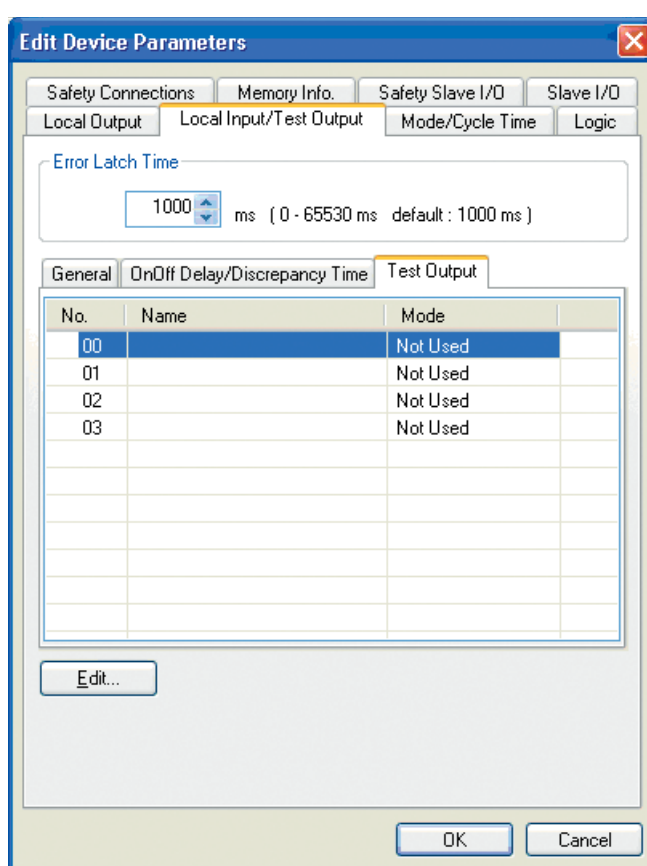 Edit Device Parameters
Safety Connections Memory Info. Safety Slave I/O Slave I/O
Local Output Local Input/Test Output Mode/Cycle Time Logic
Error Latch Time
1000 ms ( 0 - 65530 ms default : 1000 ms )
General OnOff Delay/Discrepancy Time Test Output
No. Name Mode
00 Not Used
01 Not Used
02 Not Used
03 Not Used
Edit...
OK Cancel